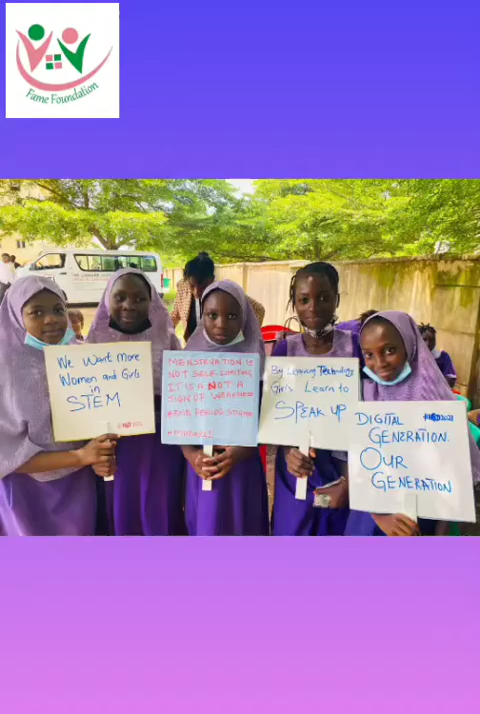 Fame Foundation
We Want More
Women and Girls
in
STEM
MENSTRUATION IS
NOT SELF LIMITING
IT IS A NOT A
SIGN OF WEAKNESS
By Learning Technology
Girls Learn to
SPEAK UP
DIGITAL
GENERATION.
OUR
GENERATION